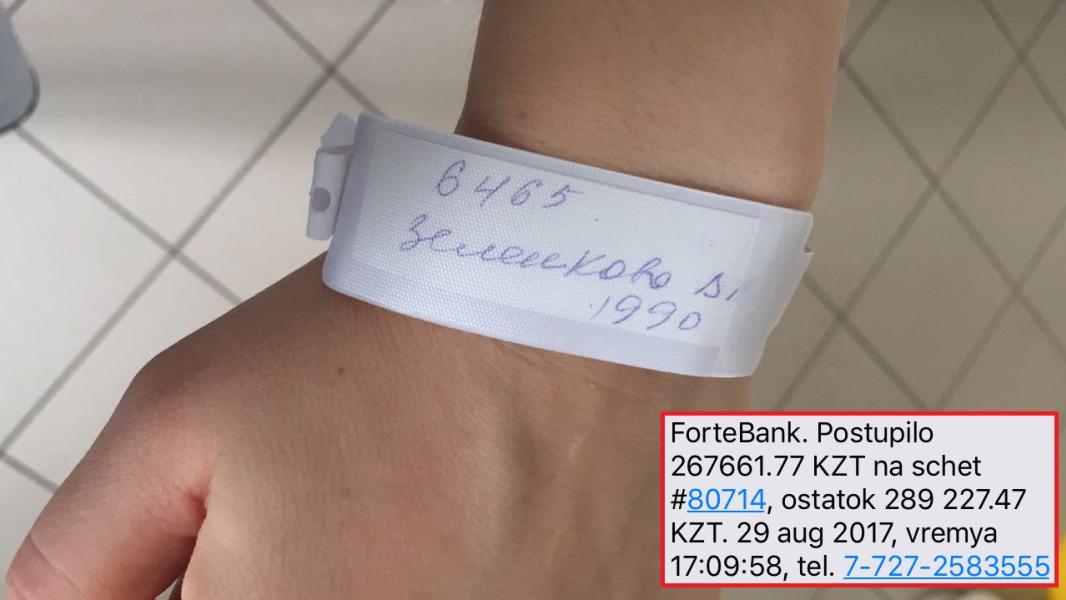 6465.
Зеленкова
1990
ForteBank. Postupilo
267661.77 KZT na schet
#80714, ostatok 289 227.47
KZT. 29 aug 2017, vremya
17:09:58, tel. 7-727-2583555